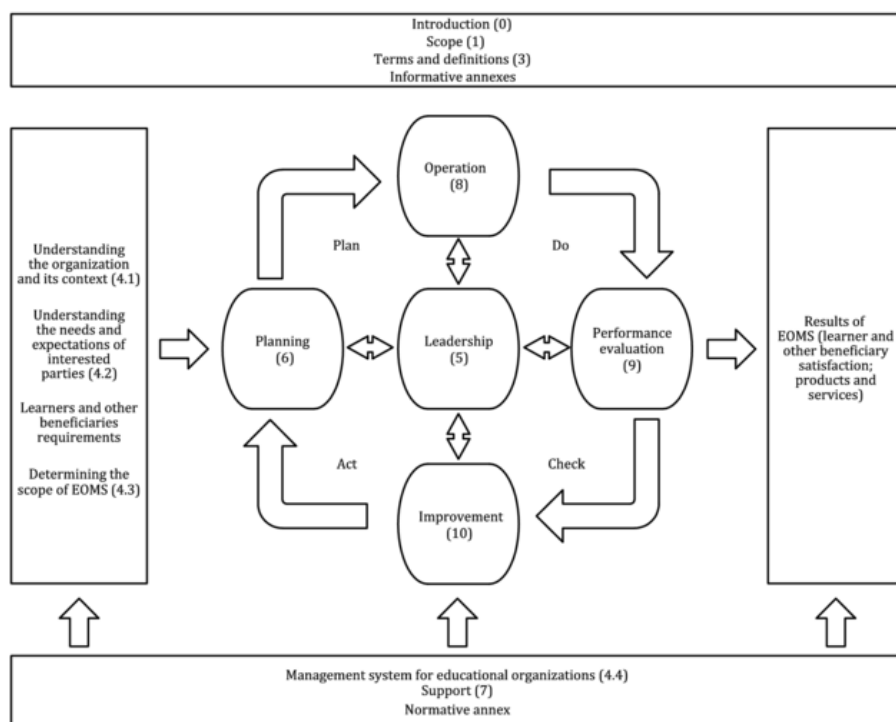 Introduction (0)
Scope (1)
Terms and definitions (3)
Informative annexes
Understanding
the organization
and its context (4.1)
Understanding
the needs and
expectations of
interested
parties (4.2)
Learners and other
beneficiaries
requirements
Determining the
scope of EOMS (4.3)
Operation
(8)
Plan
Do
Planning
(6)
Leadership
(5)
Performance
evaluation
(9)
Act
Check
Improvement
(10)
Results of
EOMS (learner and
other beneficiary
satisfaction;
products and
services)
Management system for educational organizations (4.4)
Support (7)
Normative annex